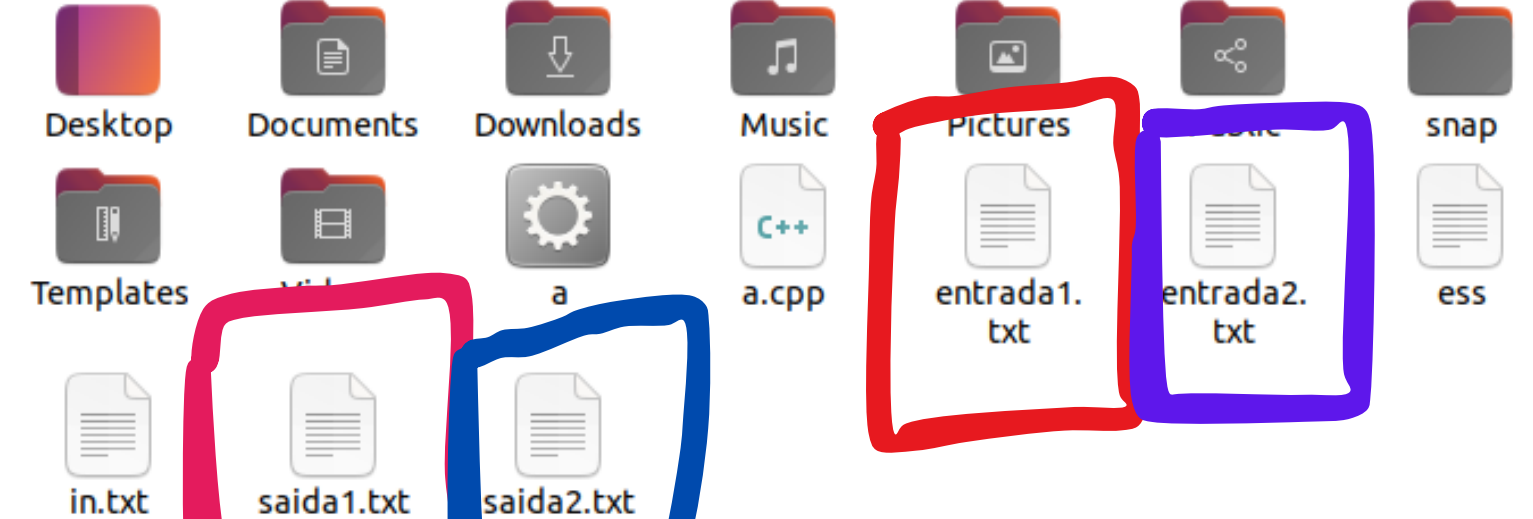 Desktop
Documents
Downloads
Music
Pictures
snap
Templates
a
C++
a.cpp
entrada1.
txt
entrada2.
txt
ess
in.txt
saida1.txt
saida2.txt